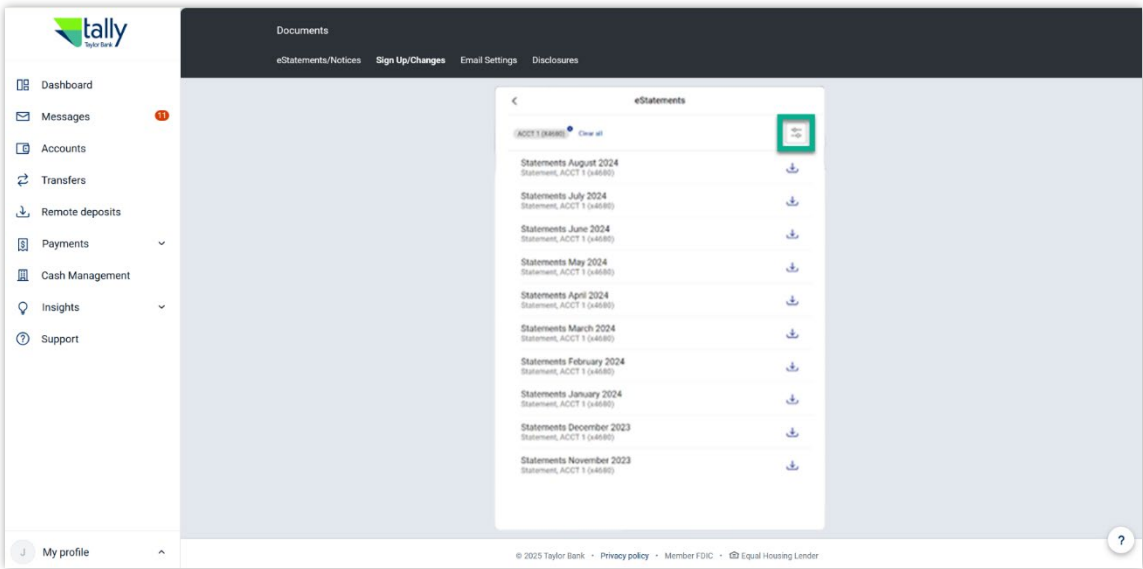 tally
Taylor Bank
Dashboard
Messages 11
Accounts
Transfers
Remote deposits
Payments
Cash Management
Insights
Support
J My profile
Documents
eStatements/Notices Sign Up/Changes Email Settings Disclosures
eStatements
ACCT 1 (X4680) Clear all
Statements August 2024
Statement, ACCT 1 (x4680)
Statements July 2024
Statement, ACCT 1 (x4680)
Statements June 2024
Statement, ACCT 1 (x4680)
Statements May 2024
Statement, ACCT 1 (x4680)
Statements April 2024
Statement, ACCT 1 (x4680)
Statements March 2024
Statement, ACCT 1 (x4680)
Statements February 2024
Statement, ACCT 1 (x4680)
Statements January 2024
Statement, ACCT 1 (x4680)
Statements December 2023
Statement, ACCT 1 (x4680)
Statements November 2023
Statement, ACCT 1 (x4680)
© 2025 Taylor Bank • Privacy policy • Member FDIC • Equal Housing Lender
?